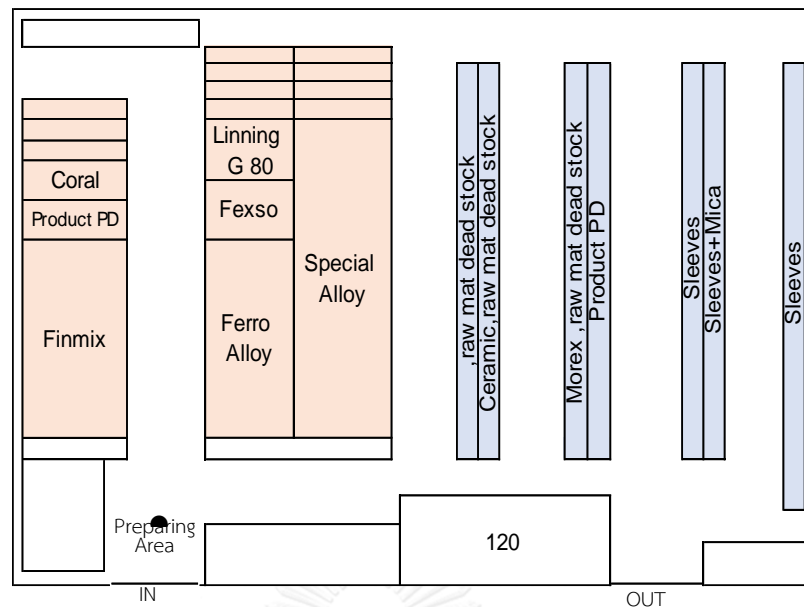 Coral
Product PD
Finmix
Linning
G 80
Fexso
Ferro
Alloy
Special
Alloy
,raw mat dead stock
Ceramic,raw mat dead stock
Morex ,raw mat dead stock
Product PD
Sleeves
Sleeves+Mica
Sleeves
Preparing
Area
120
IN
OUT